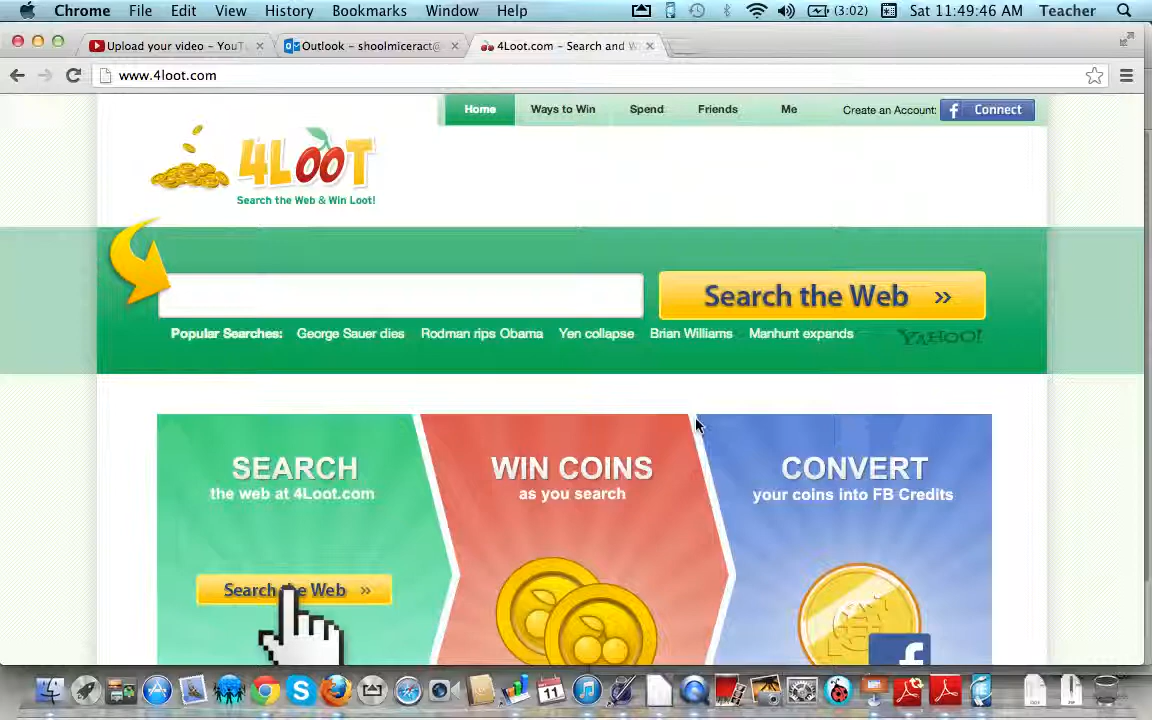 Chrome File Edit View History Bookmarks Window Help (3:02) Sat 11:49:46 AM Teacher
Upload your video – YouT Outlook – shoolmiceract@ 4Loot.com - Search and W
www.4loot.com
Home Ways to Win Spend Friends Me Create an Account: f Connect
4LOOT
Search the Web & Win Loot!
Search the Web »
Popular Searches: George Sauer dies Rodman rips Obama Yen collapse Brian Williams Manhunt expands YAHOO!
SEARCH WIN COINS CONVERT
the web at 4Loot.com as you search your coins into FB Credits
Search the Web »
f